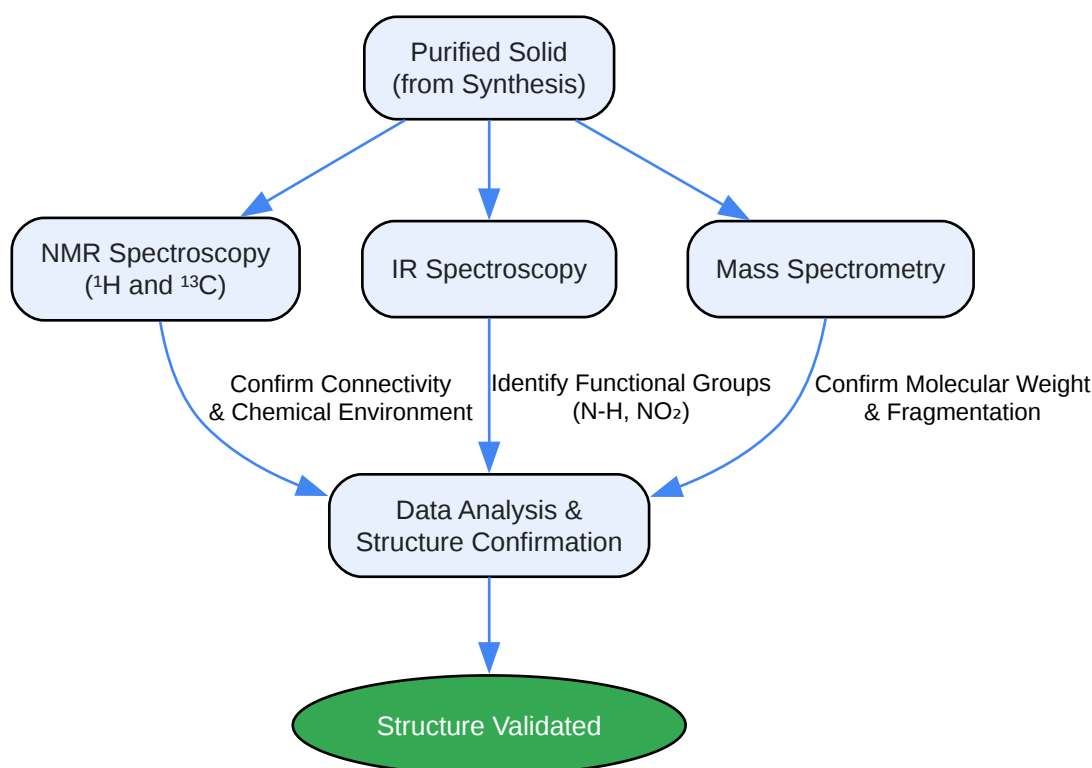 Purified Solid
(from Synthesis)
NMR Spectroscopy
(¹H and ¹³C)
IR Spectroscopy
Mass Spectrometry
Confirm Connectivity
& Chemical Environment
Identify Functional Groups
(N-H, NO₂)
Confirm Molecular Weight
& Fragmentation
Data Analysis &
Structure Confirmation
Structure Validated